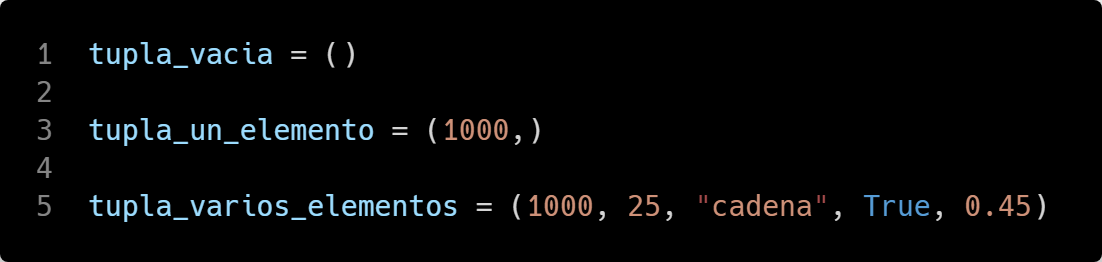 1 tupla_vacia = ()
2
3 tupla_un_elemento = (1000,)
4
5 tupla_varios_elementos = (1000, 25, "cadena", True, 0.45)